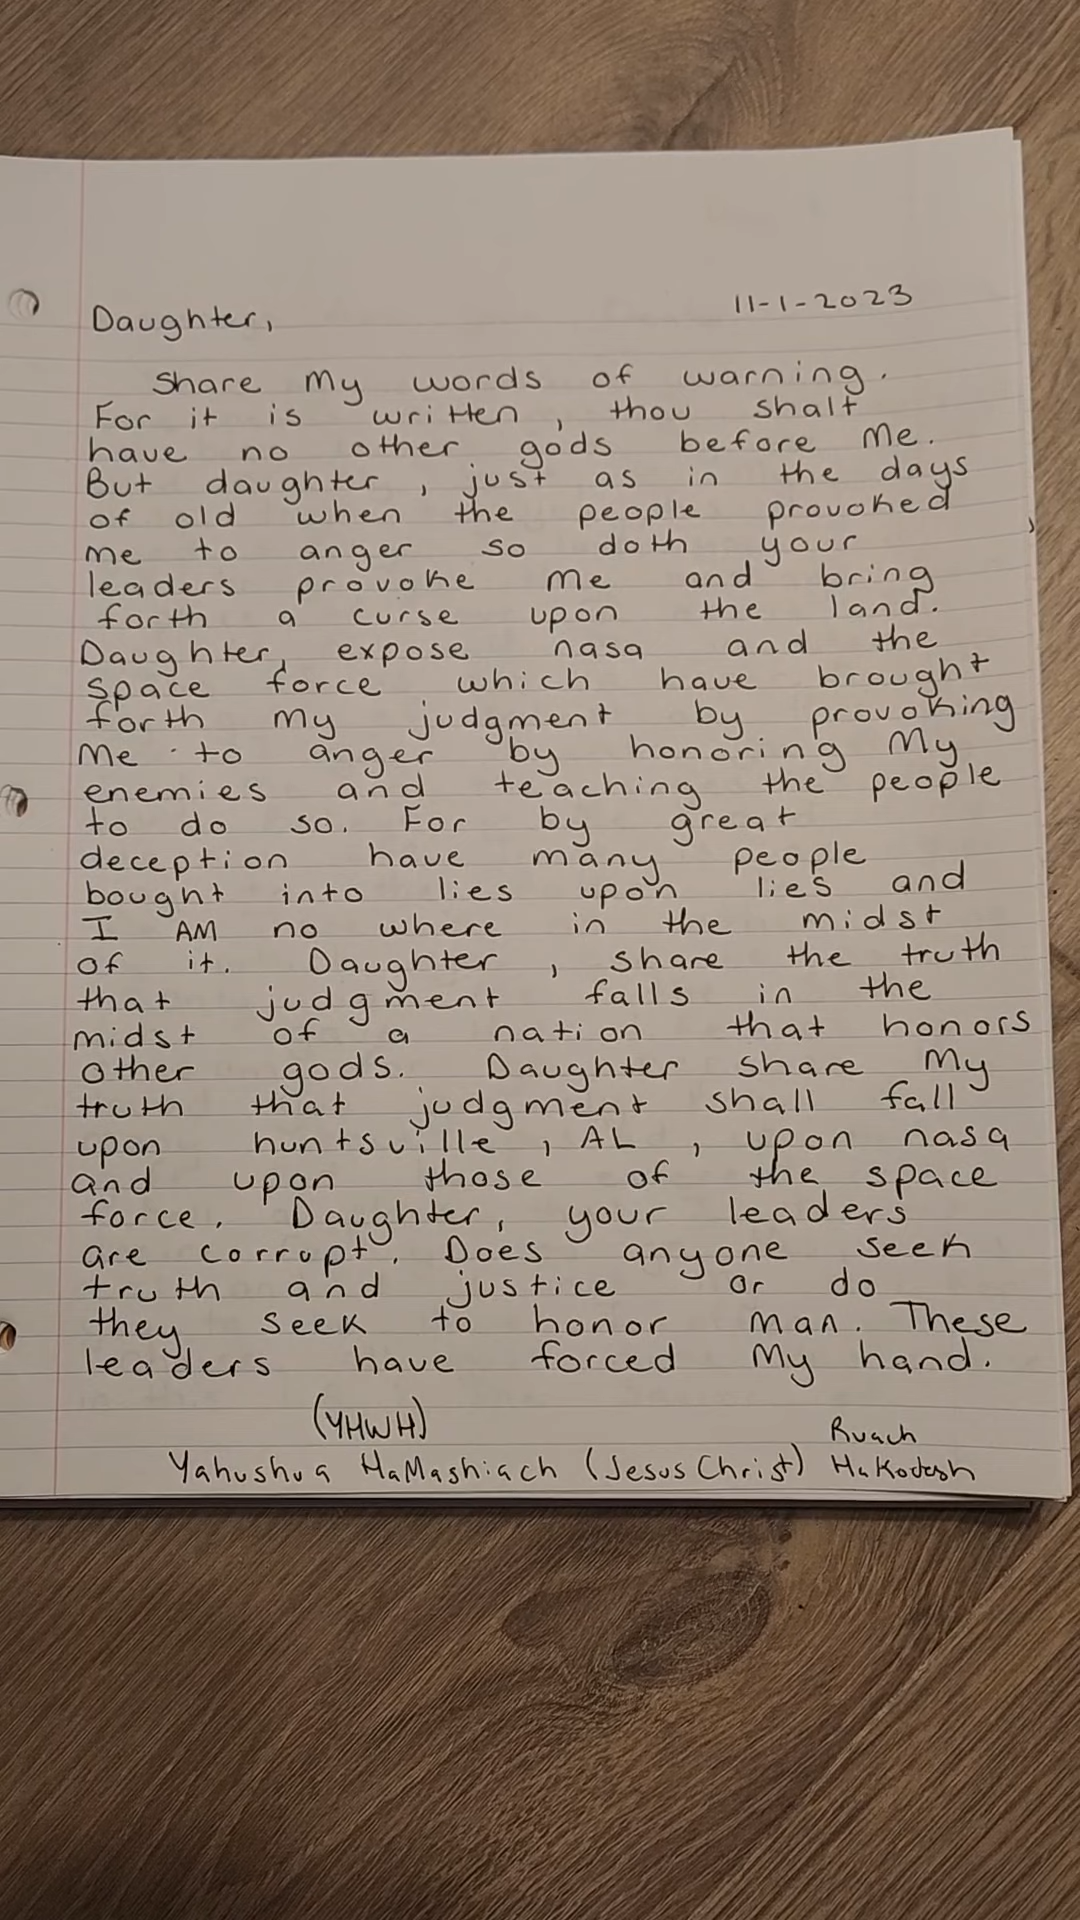 11-1-2023
Daughter,
Share My words of warning.
For it is written, thou shalt
have no other gods before Me.
But daughter, just as in the days
of old when the people provoked
me to anger so doth your
leaders provoke me and bring
forth a curse upon the land.
Daughter, expose nasa and the
space force which have brought
forth my judgment by provoking
Me to anger by honoring My
enemies and teaching the people
to do so. For by great
deception have many people
bought into lies upon lies and
I AM no where in the midst
of it. Daughter, share the truth
that judgment falls in the
midst of a nation that honors
other gods. Daughter share My
truth that judgment shall fall
upon huntsville, AL, upon nasa
and upon those of the space
force. Daughter, your leaders
are corrupt. Does anyone seek
truth and justice or do
they seek to honor man. These
leaders have forced My hand.
(YHWH)
Yahushua HaMashiach (Jesus Christ) Ruach HaKodesh